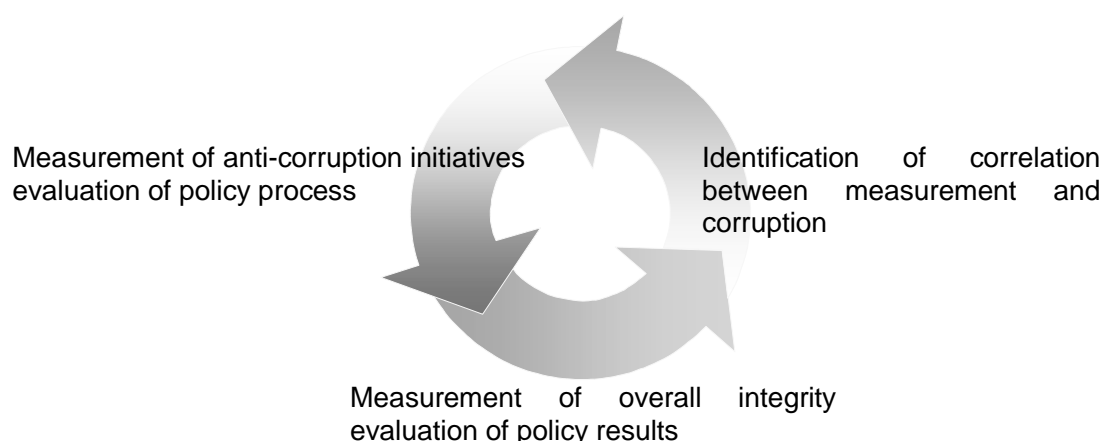 Measurement of anti-corruption initiatives
evaluation of policy process
Identification of correlation
between measurement and
corruption
Measurement of overall integrity
evaluation of policy results